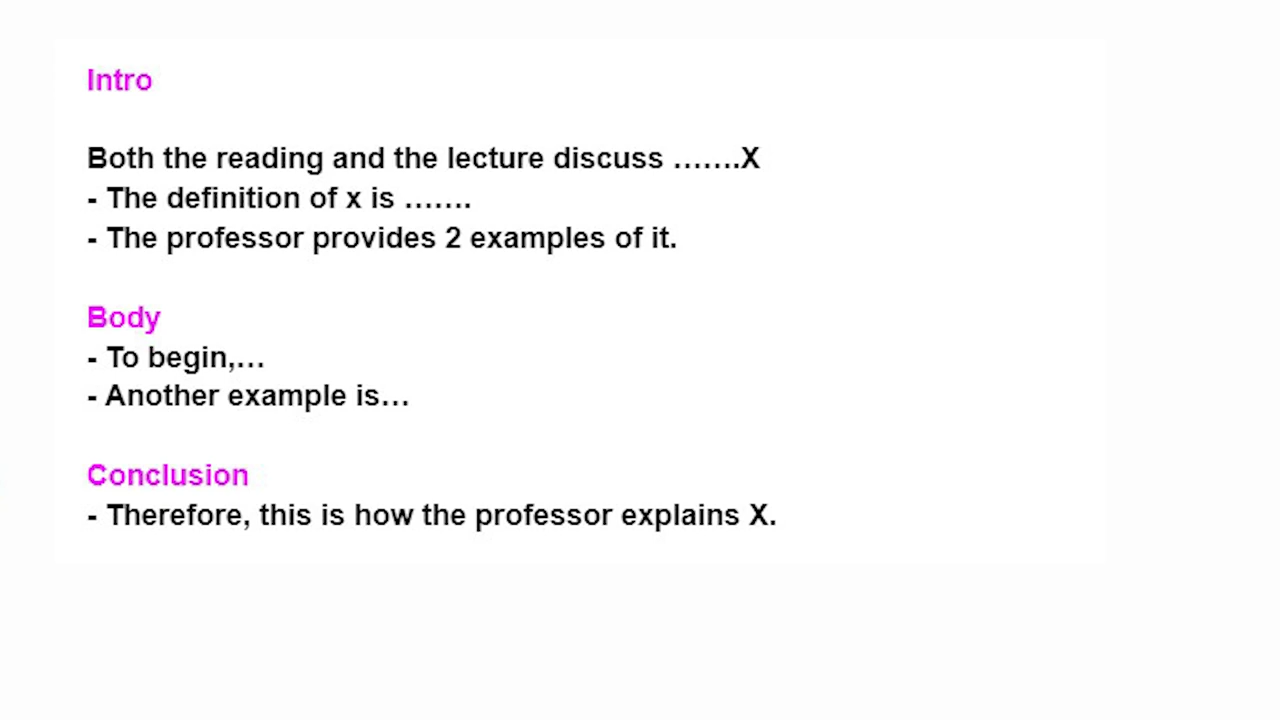 Intro
Both the reading and the lecture discuss …….X
- The definition of x is …….
- The professor provides 2 examples of it.
Body
- To begin,…
- Another example is…
Conclusion
- Therefore, this is how the professor explains X.